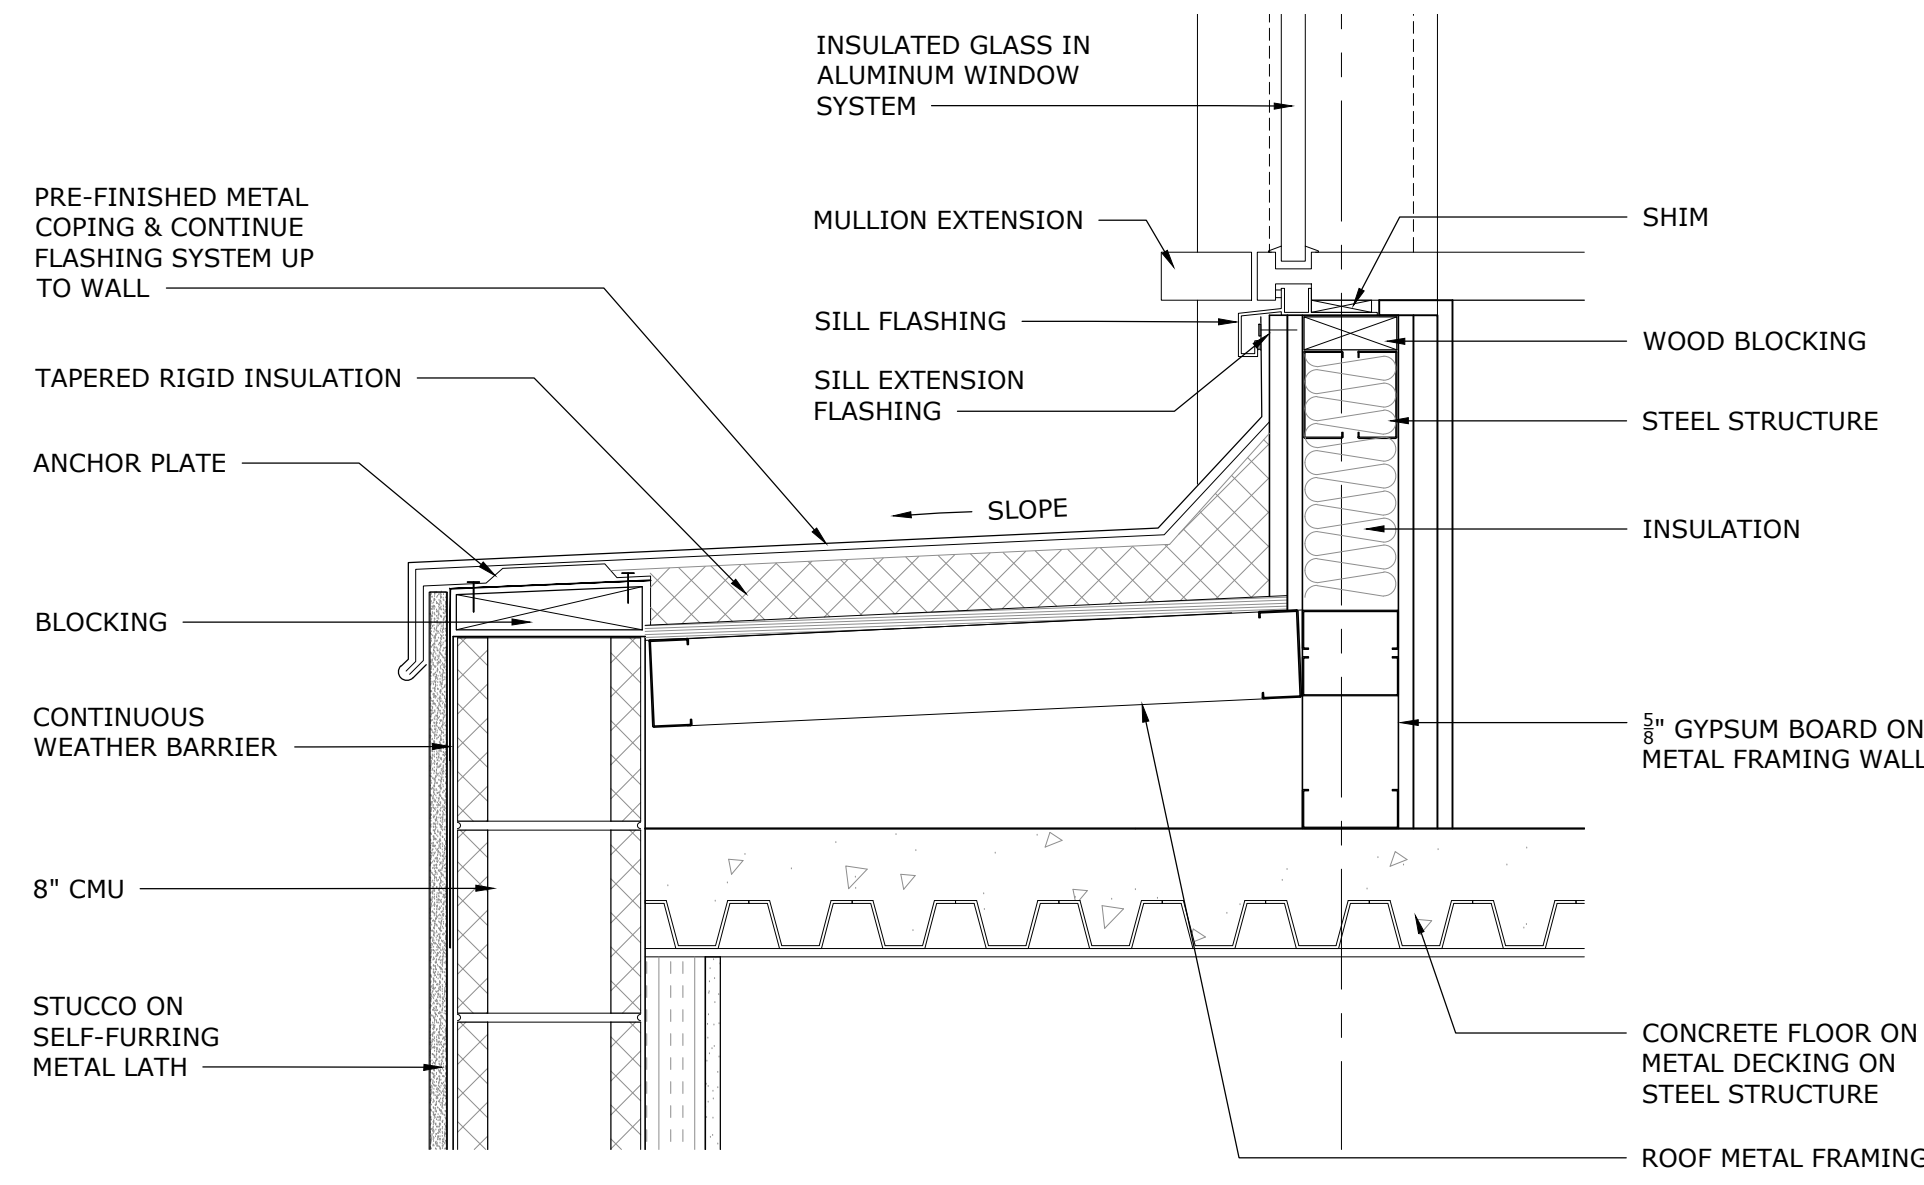 INSULATED GLASS IN
ALUMINUM WINDOW
SYSTEM
PRE-FINISHED METAL
COPING & CONTINUE
FLASHING SYSTEM UP
TO WALL
MULLION EXTENSION
SHIM
SILL FLASHING
WOOD BLOCKING
TAPERED RIGID INSULATION
SILL EXTENSION
FLASHING
STEEL STRUCTURE
ANCHOR PLATE
SLOPE
INSULATION
BLOCKING
CONTINUOUS
WEATHER BARRIER
5/8" GYPSUM BOARD ON
METAL FRAMING WALL
8" CMU
STUCCO ON
SELF-FURRING
METAL LATH
CONCRETE FLOOR ON
METAL DECKING ON
STEEL STRUCTURE
ROOF METAL FRAMING